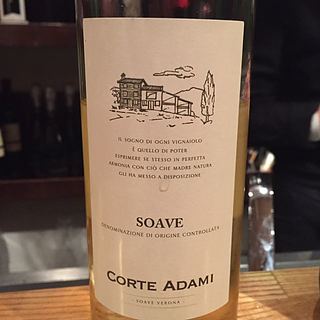 IL SOGNO DI OGNI VIGNAIOLO
È QUELLO DI POTER
ESPRIMERE SE STESSO IN PERFETTA
ARMONIA CON CIÒ CHE MADRE NATURA
GLI HA MESSO A DISPOSIZIONE
SOAVE
DENOMINAZIONE DI ORIGINE CONTROLLATA
CORTE ADAMI
· SOAVE VERONA ·